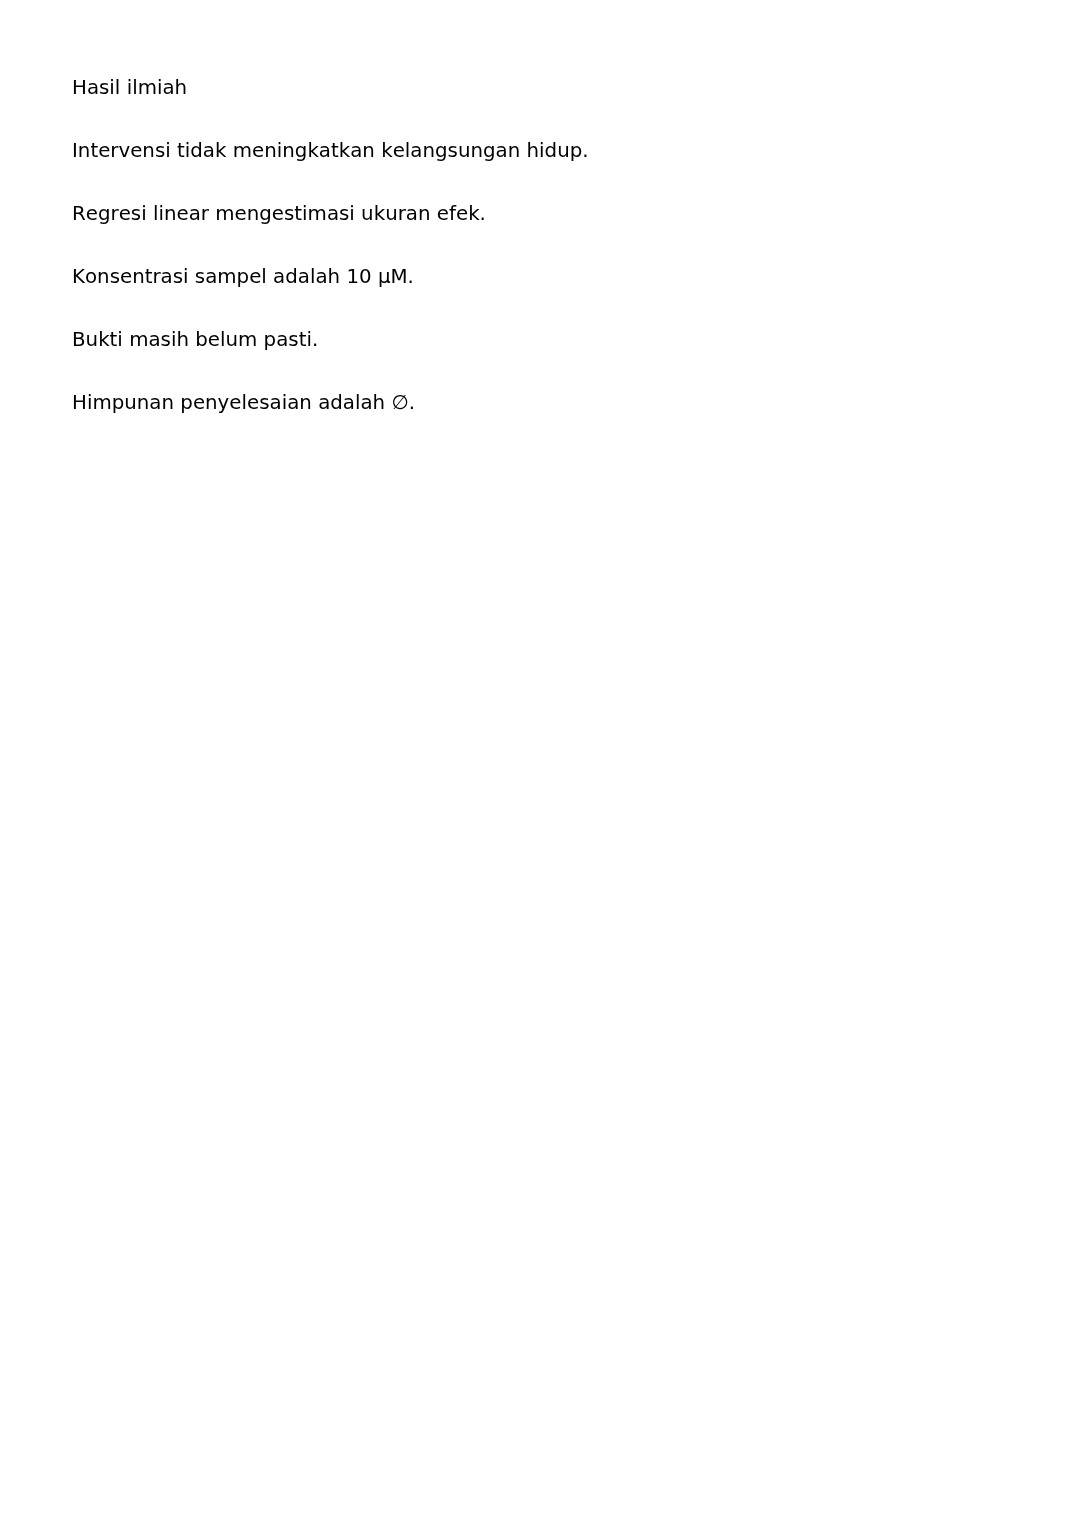 Hasil ilmiah
Intervensi tidak meningkatkan kelangsungan hidup.
Regresi linear mengestimasi ukuran efek.
Konsentrasi sampel adalah 10 µM.
Bukti masih belum pasti.
Himpunan penyelesaian adalah ∅.